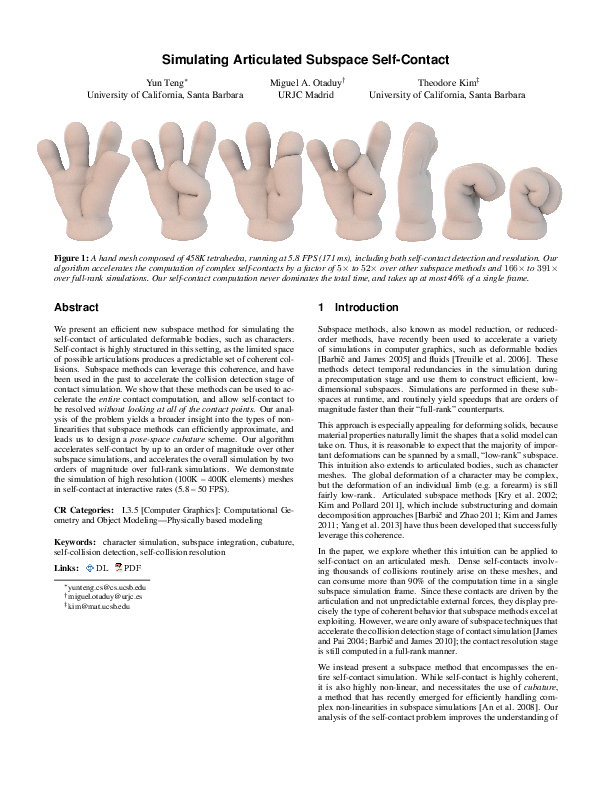 Simulating Articulated Subspace Self-Contact
Yun Teng*
University of California, Santa Barbara
Miguel A. Otaduy†
URJC Madrid
Theodore Kim‡
University of California, Santa Barbara
Figure 1: A hand mesh composed of 458K tetrahedra, running at 5.8 FPS (171 ms), including both self-contact detection and resolution. Our
algorithm accelerates the computation of complex self-contacts by a factor of 5× to 52× over other subspace methods and 166× to 391×
over full-rank simulations. Our self-contact computation never dominates the total time, and takes up at most 46% of a single frame.
Abstract
We present an efficient new subspace method for simulating the
self-contact of articulated deformable bodies, such as characters.
Self-contact is highly structured in this setting, as the limited space
of possible articulations produces a predictable set of coherent col-
lisions. Subspace methods can leverage this coherence, and have
been used in the past to accelerate the collision detection stage of
contact simulation. We show that these methods can be used to ac-
celerate the entire contact computation, and allow self-contact to
be resolved without looking at all of the contact points. Our anal-
ysis of the problem yields a broader insight into the types of non-
linearities that subspace methods can efficiently approximate, and
leads us to design a pose-space cubature scheme. Our algorithm
accelerates self-contact by up to an order of magnitude over other
subspace simulations, and accelerates the overall simulation by two
orders of magnitude over full-rank simulations. We demonstrate
the simulation of high resolution (100K – 400K elements) meshes
in self-contact at interactive rates (5.8 – 50 FPS).
CR Categories: I.3.5 [Computer Graphics]: Computational Ge-
ometry and Object Modeling—Physically based modeling
Keywords: character simulation, subspace integration, cubature,
self-collision detection, self-collision resolution
Links: DL PDF
*yunteng.cs@cs.ucsb.edu
†miguel.otaduy@urjc.es
‡kim@mat.ucsb.edu
1 Introduction
Subspace methods, also known as model reduction, or reduced-
order methods, have recently been used to accelerate a variety
of simulations in computer graphics, such as deformable bodies
[Barbič and James 2005] and fluids [Treuille et al. 2006]. These
methods detect temporal redundancies in the simulation during
a precomputation stage and use them to construct efficient, low-
dimensional subspaces. Simulations are performed in these sub-
spaces at runtime, and routinely yield speedups that are orders of
magnitude faster than their “full-rank” counterparts.
This approach is especially appealing for deforming solids, because
material properties naturally limit the shapes that a solid model can
take on. Thus, it is reasonable to expect that the majority of impor-
tant deformations can be spanned by a small, “low-rank” subspace.
This intuition also extends to articulated bodies, such as character
meshes. The global deformation of a character may be complex,
but the deformation of an individual limb (e.g. a forearm) is still
fairly low-rank. Articulated subspace methods [Kry et al. 2002;
Kim and Pollard 2011], which include substructuring and domain
decomposition approaches [Barbič and Zhao 2011; Kim and James
2011; Yang et al. 2013] have thus been developed that successfully
leverage this coherence.
In the paper, we explore whether this intuition can be applied to
self-contact on an articulated mesh. Dense self-contacts involv-
ing thousands of collisions routinely arise on these meshes, and
can consume more than 90% of the computation time in a single
subspace simulation frame. Since these contacts are driven by the
articulation and not unpredictable external forces, they display pre-
cisely the type of coherent behavior that subspace methods excel at
exploiting. However, we are only aware of subspace techniques that
accelerate the collision detection stage of contact simulation [James
and Pai 2004; Barbič and James 2010]; the contact resolution stage
is still computed in a full-rank manner.
We instead present a subspace method that encompasses the en-
tire self-contact simulation. While self-contact is highly coherent,
it is also highly non-linear, and necessitates the use of cubature,
a method that has recently emerged for efficiently handling com-
plex non-linearities in subspace simulations [An et al. 2008]. Our
analysis of the self-contact problem improves the understanding of